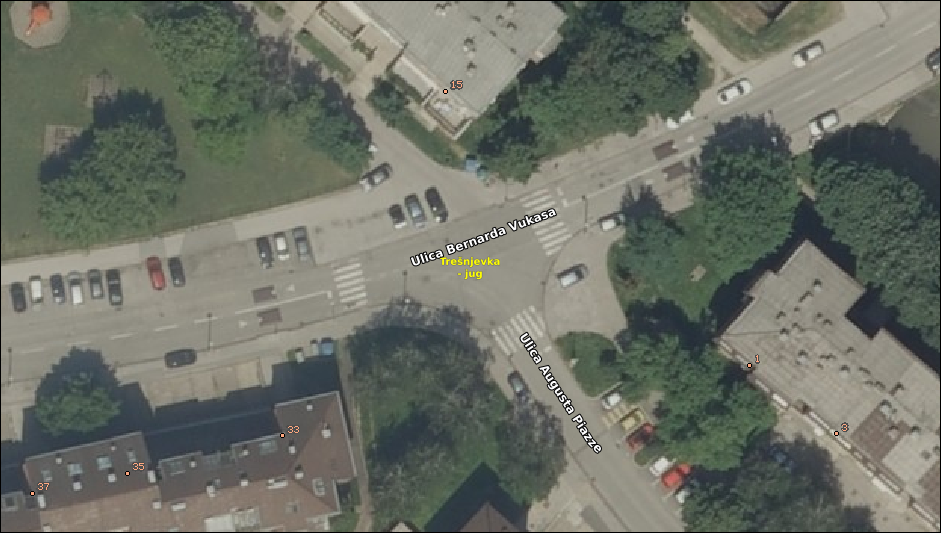 15
Ulica Bernarda Vukasa
Trešnjevka
- jug
Ulica Augusta Piazze
1
3
33
35
37